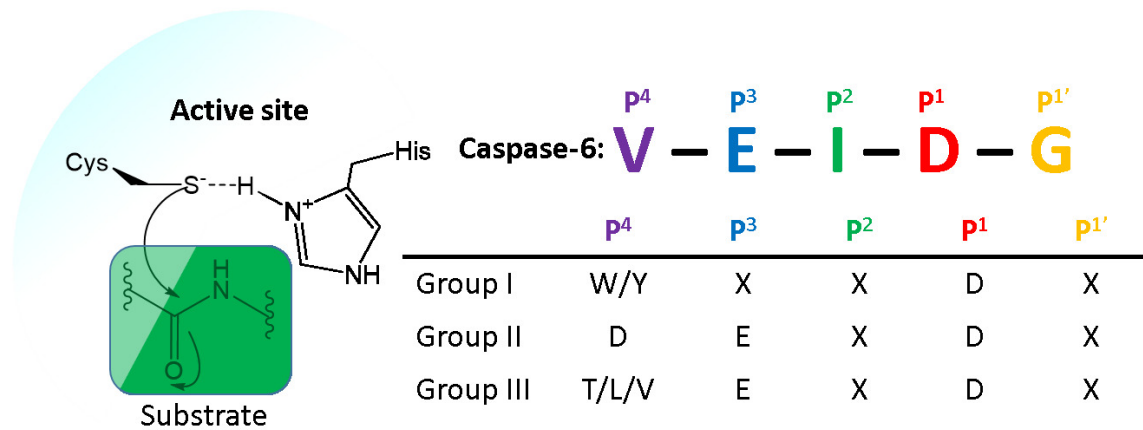 Active site
Cys
S⁻
H
His
N⁺
NH
H
N
O
Substrate
P⁴ P³ P² P¹ P¹'
Caspase-6: V – E – I – D – G
P⁴ P³ P² P¹ P¹'
Group I W/Y X X D X
Group II D E X D X
Group III T/L/V E X D X